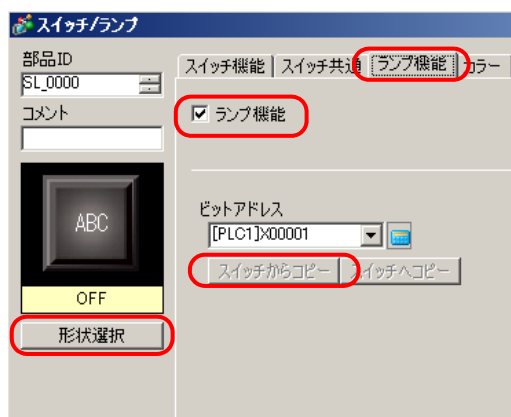 スイッチ/ランプ
部品ID
SL_0000
コメント
ABC
OFF
形状選択
スイッチ機能 スイッチ共通 ランプ機能 カラー
ランプ機能
ビットアドレス
[PLC1]X00001
スイッチからコピー スイッチへコピー